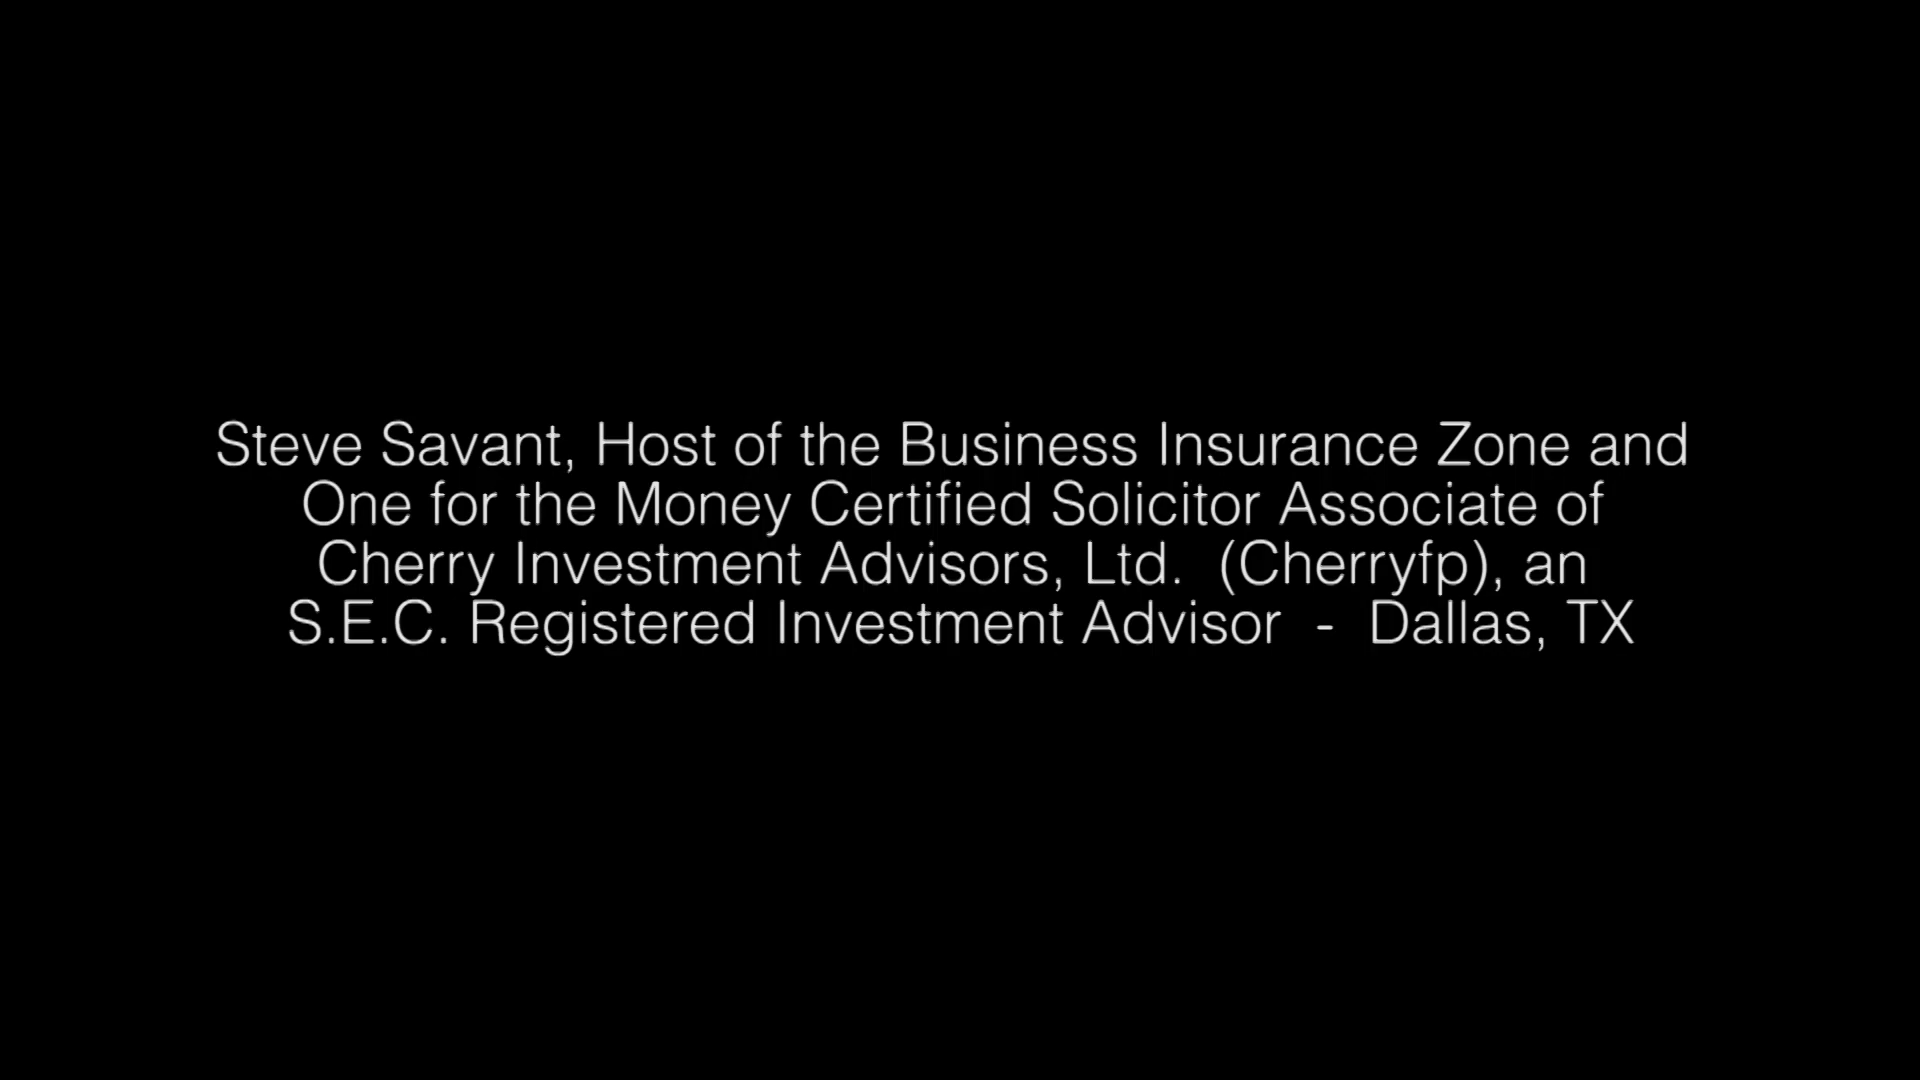 Steve Savant, Host of the Business Insurance Zone and
One for the Money Certified Solicitor Associate of
Cherry Investment Advisors, Ltd.  (Cherryfp), an
S.E.C. Registered Investment Advisor  -  Dallas, TX